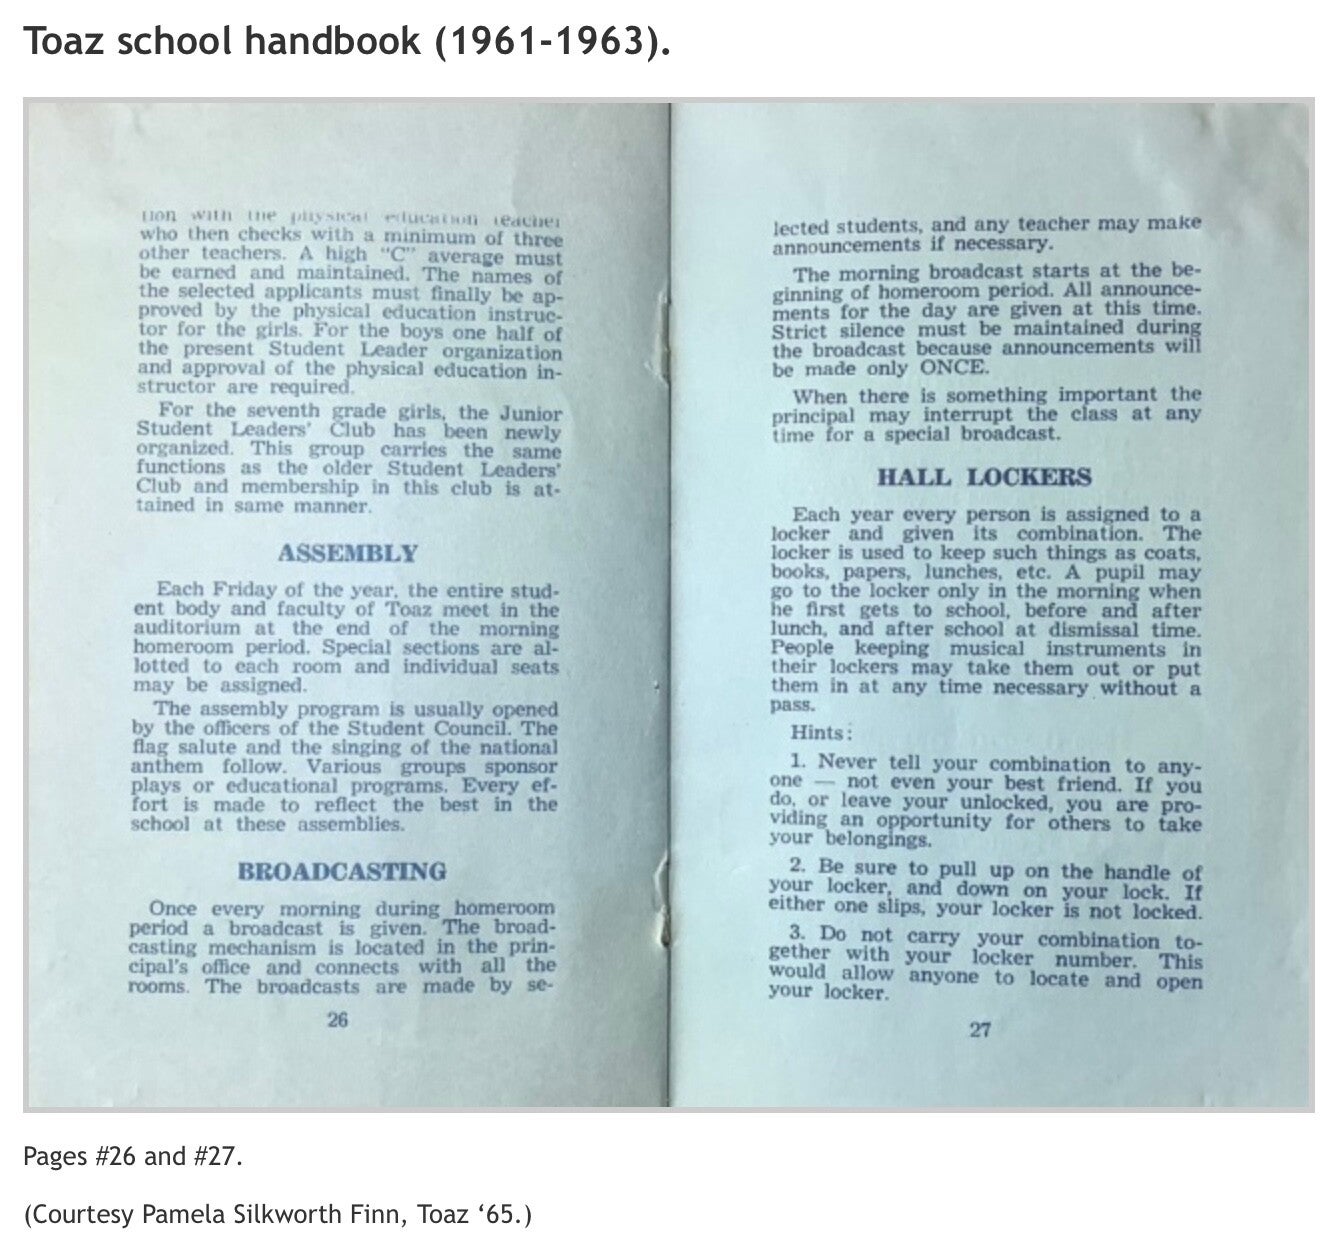 Toaz school handbook (1961-1963).
tion with the physical education teacher
who then checks with a minimum of three
other teachers. A high "C" average must
be earned and maintained. The names of
the selected applicants must finally be ap-
proved by the physical education instruc-
tor for the girls. For the boys one half of
the present Student Leader organization
and approval of the physical education in-
structor are required.
For the seventh grade girls, the Junior
Student Leaders' Club has been newly
organized. This group carries the same
functions as the older Student Leaders'
Club and membership in this club is at-
tained in same manner.
ASSEMBLY
Each Friday of the year, the entire stud-
ent body and faculty of Toaz meet in the
auditorium at the end of the morning
homeroom period. Special sections are al-
lotted to each room and individual seats
may be assigned.
The assembly program is usually opened
by the officers of the Student Council. The
flag salute and the singing of the national
anthem follow. Various groups sponsor
plays or educational programs. Every ef-
fort is made to reflect the best in the
school at these assemblies.
BROADCASTING
Once every morning during homeroom
period a broadcast is given. The broad-
casting mechanism is located in the prin-
cipal's office and connects with all the
rooms. The broadcasts are made by se-
26
lected students, and any teacher may make
announcements if necessary.
The morning broadcast starts at the be-
ginning of homeroom period. All announce-
ments for the day are given at this time.
Strict silence must be maintained during
the broadcast because announcements will
be made only ONCE.
When there is something important the
principal may interrupt the class at any
time for a special broadcast.
HALL LOCKERS
Each year every person is assigned to a
locker and given its combination. The
locker is used to keep such things as coats,
books, papers, lunches, etc. A pupil may
go to the locker only in the morning when
he first gets to school, before and after
lunch, and after school at dismissal time.
People keeping musical instruments in
their lockers may take them out or put
them in at any time necessary without a
pass.
Hints:
1. Never tell your combination to any-
one — not even your best friend. If you
do, or leave your unlocked, you are pro-
viding an opportunity for others to take
your belongings.
2. Be sure to pull up on the handle of
your locker, and down on your lock. If
either one slips, your locker is not locked.
3. Do not carry your combination to-
gether with your locker number. This
would allow anyone to locate and open
your locker.
27
Pages #26 and #27.
(Courtesy Pamela Silkworth Finn, Toaz ‘65.)